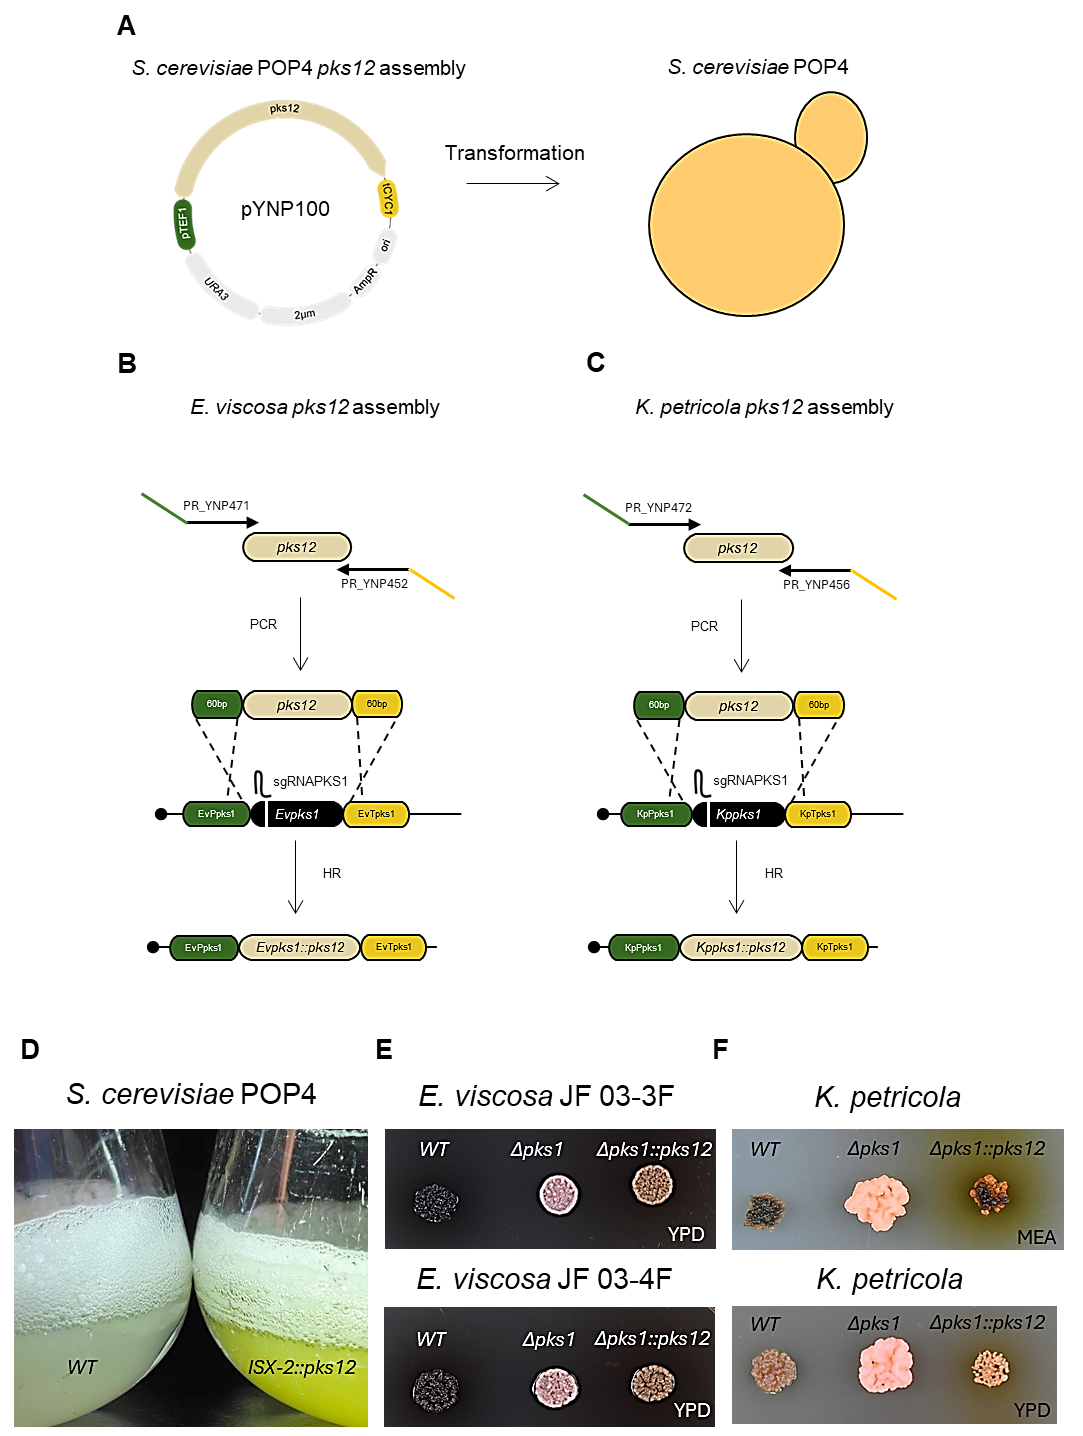 A
S. cerevisiae POP4 pks12 assembly
S. cerevisiae POP4
pks12
Transformation
tCYC1
pYNP100
pTEF1
ori
AmpR
URA3
2µm
B
C
E. viscosa pks12 assembly
K. petricola pks12 assembly
PR_YNP471
PR_YNP472
pks12
pks12
PR_YNP452
PR_YNP456
PCR
PCR
60bp pks12 60bp
60bp pks12 60bp
sgRNAPKS1
sgRNAPKS1
EvPpks1 Evpks1 EvTpks1
KpPpks1 Kppks1 KpTpks1
HR
HR
EvPpks1 Evpks1::pks12 EvTpks1
KpPpks1 Kppks1::pks12 KpTpks1
D
S. cerevisiae POP4
WT
ISX-2::pks12
E
E. viscosa JF 03-3F
WT Δpks1 Δpks1::pks12
YPD
E. viscosa JF 03-4F
WT Δpks1 Δpks1::pks12
YPD
F
K. petricola
WT Δpks1 Δpks1::pks12
MEA
K. petricola
WT Δpks1 Δpks1::pks12
YPD